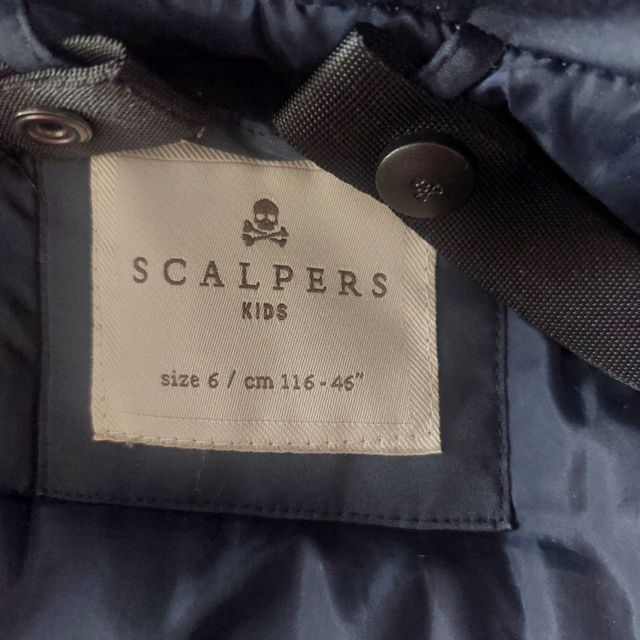 SCALPERS
KIDS
size 6 / cm 116 - 46"